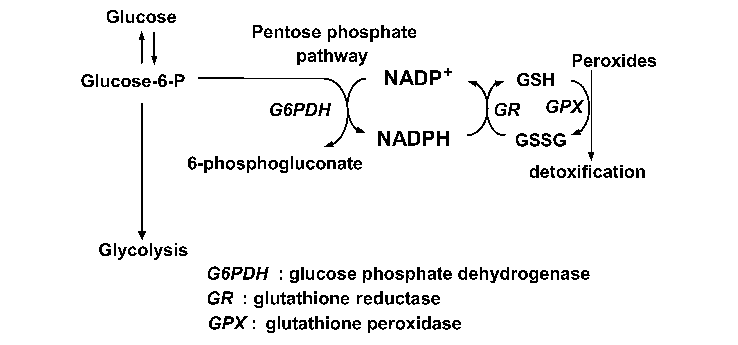 Glucose
Pentose phosphate
pathway
Glucose-6-P
NADP+
GSH
Peroxides
G6PDH
GR
GPX
NADPH
GSSG
6-phosphogluconate
detoxification
Glycolysis
G6PDH : glucose phosphate dehydrogenase
GR : glutathione reductase
GPX : glutathione peroxidase